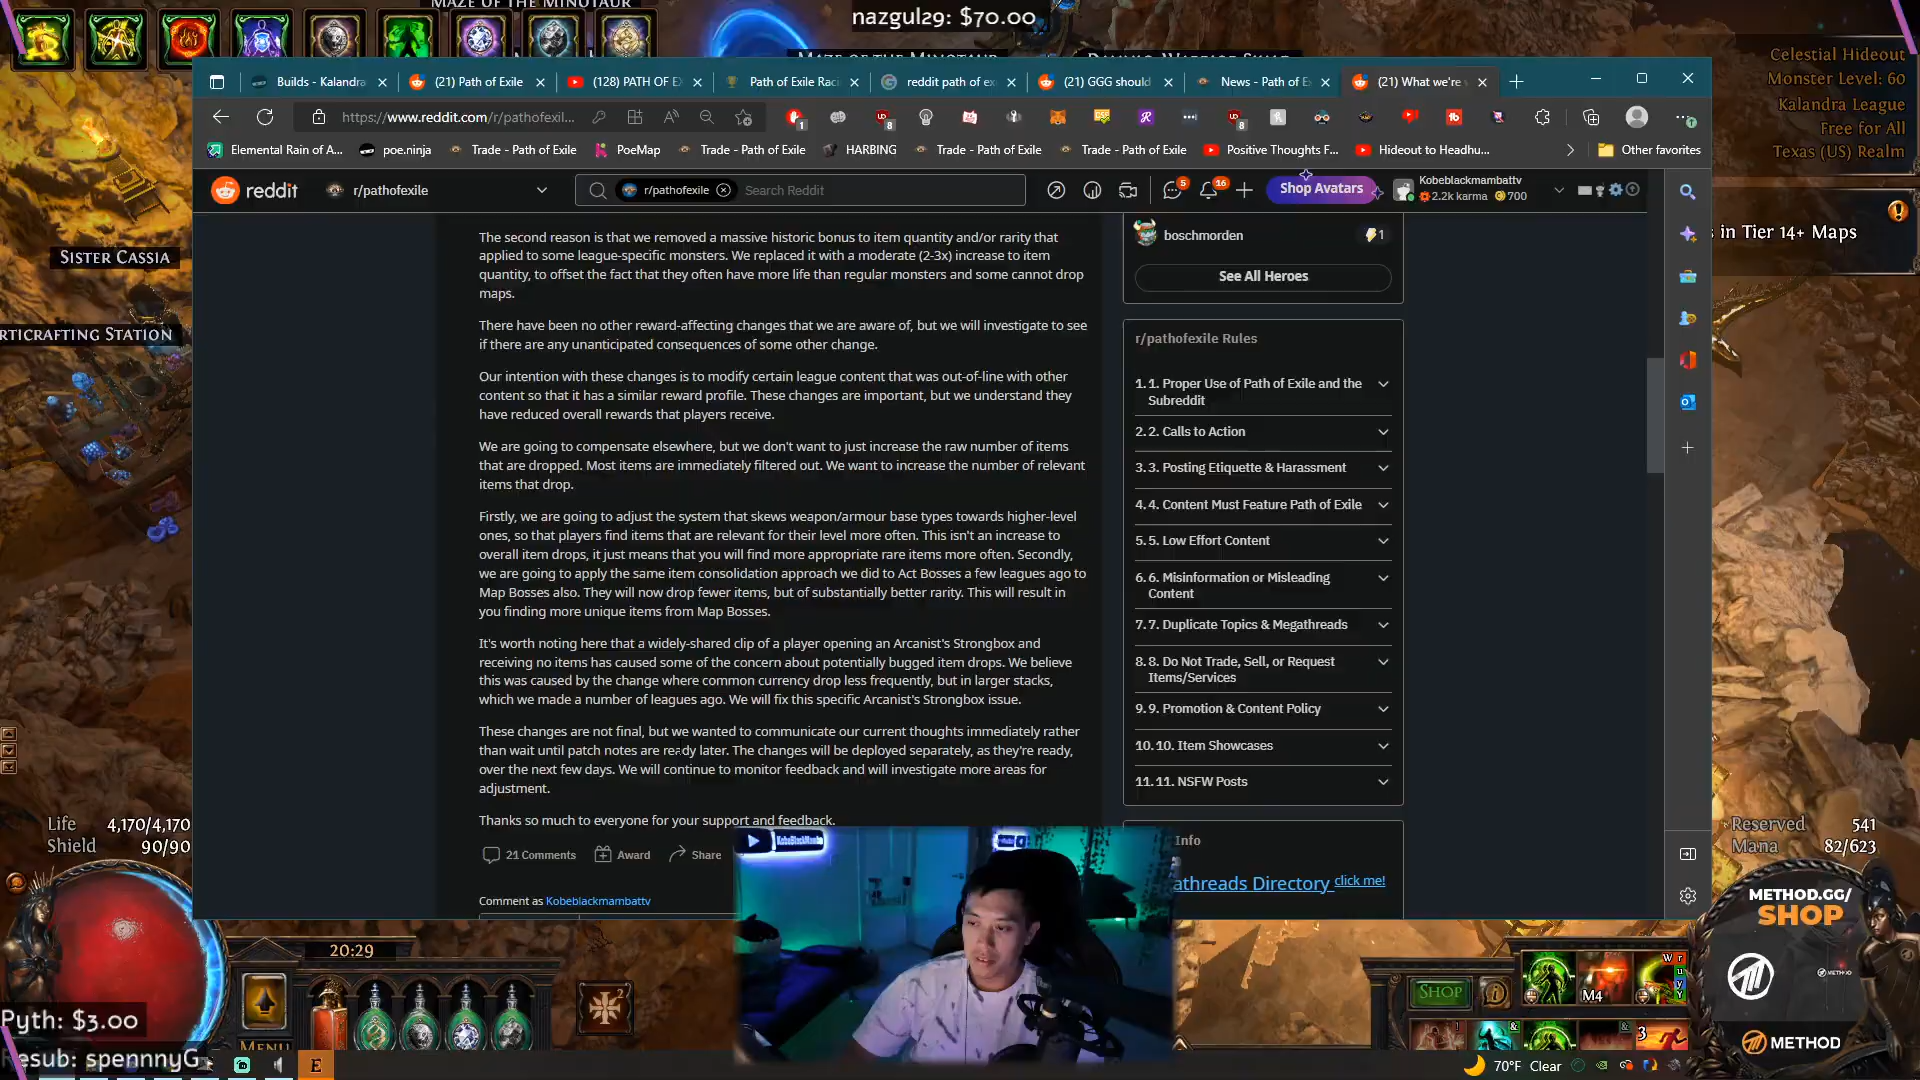 MAZE OF THE MINOTAUR
nazgul29: $70.00
Celestial Hideout
Monster Level: 60
Kalandra League
Free for All
Texas (US) Realm
Builds - Kalandra
(21) Path of Exile
(128) PATH OF E
Path of Exile Raci
reddit path of ex
(21) GGG should
News - Path of E
(21) What we're
https://www.reddit.com/r/pathofexil...
Elemental Rain of A...
poe.ninja
Trade - Path of Exile
PoeMap
Trade - Path of Exile
HARBING
Trade - Path of Exile
Trade - Path of Exile
Positive Thoughts F...
Hideout to Headhu...
Other favorites
reddit
r/pathofexile
r/pathofexile
Search Reddit
5
16
Shop Avatars
Kobeblackmambattv
2.2k karma
700
s in Tier 14+ Maps
SISTER CASSIA
RTICRAFTING STATION
The second reason is that we removed a massive historic bonus to item quantity and/or rarity that
applied to some league-specific monsters. We replaced it with a moderate (2-3x) increase to item
quantity, to offset the fact that they often have more life than regular monsters and some cannot drop
maps.
There have been no other reward-affecting changes that we are aware of, but we will investigate to see
if there are any unanticipated consequences of some other change.
Our intention with these changes is to modify certain league content that was out-of-line with other
content so that it has a similar reward profile. These changes are important, but we understand they
have reduced overall rewards that players receive.
We are going to compensate elsewhere, but we don't want to just increase the raw number of items
that are dropped. Most items are immediately filtered out. We want to increase the number of relevant
items that drop.
Firstly, we are going to adjust the system that skews weapon/armour base types towards higher-level
ones, so that players find items that are relevant for their level more often. This isn't an increase to
overall item drops, it just means that you will find more appropriate rare items more often. Secondly,
we are going to apply the same item consolidation approach we did to Act Bosses a few leagues ago to
Map Bosses also. They will now drop fewer items, but of substantially better rarity. This will result in
you finding more unique items from Map Bosses.
It's worth noting here that a widely-shared clip of a player opening an Arcanist's Strongbox and
receiving no items has caused some of the concern about potentially bugged item drops. We believe
this was caused by the change where common currency drop less frequently, but in larger stacks,
which we made a number of leagues ago. We will fix this specific Arcanist's Strongbox issue.
These changes are not final, but we wanted to communicate our current thoughts immediately rather
than wait until patch notes are ready later. The changes will be deployed separately, as they're ready,
over the next few days. We will continue to monitor feedback and will investigate more areas for
adjustment.
Thanks so much to everyone for your support and feedback.
21 Comments
Award
Share
Comment as Kobeblackmambattv
boschmorden
1
See All Heroes
r/pathofexile Rules
1. 1. Proper Use of Path of Exile and the
Subreddit
2. 2. Calls to Action
3. 3. Posting Etiquette & Harassment
4. 4. Content Must Feature Path of Exile
5. 5. Low Effort Content
6. 6. Misinformation or Misleading
Content
7. 7. Duplicate Topics & Megathreads
8. 8. Do Not Trade, Sell, or Request
Items/Services
9. 9. Promotion & Content Policy
10. 10. Item Showcases
11. 11. NSFW Posts
Info
athreads Directory click me!
Life 4,170/4,170
Shield 90/90
Reserved 541
Mana 82/623
METHOD.GG/
SHOP
20:29
2
Pyth: $3.00
MENU
Resub: spennnyG
E
SHOP
M4
3
METHOD
70°F Clear